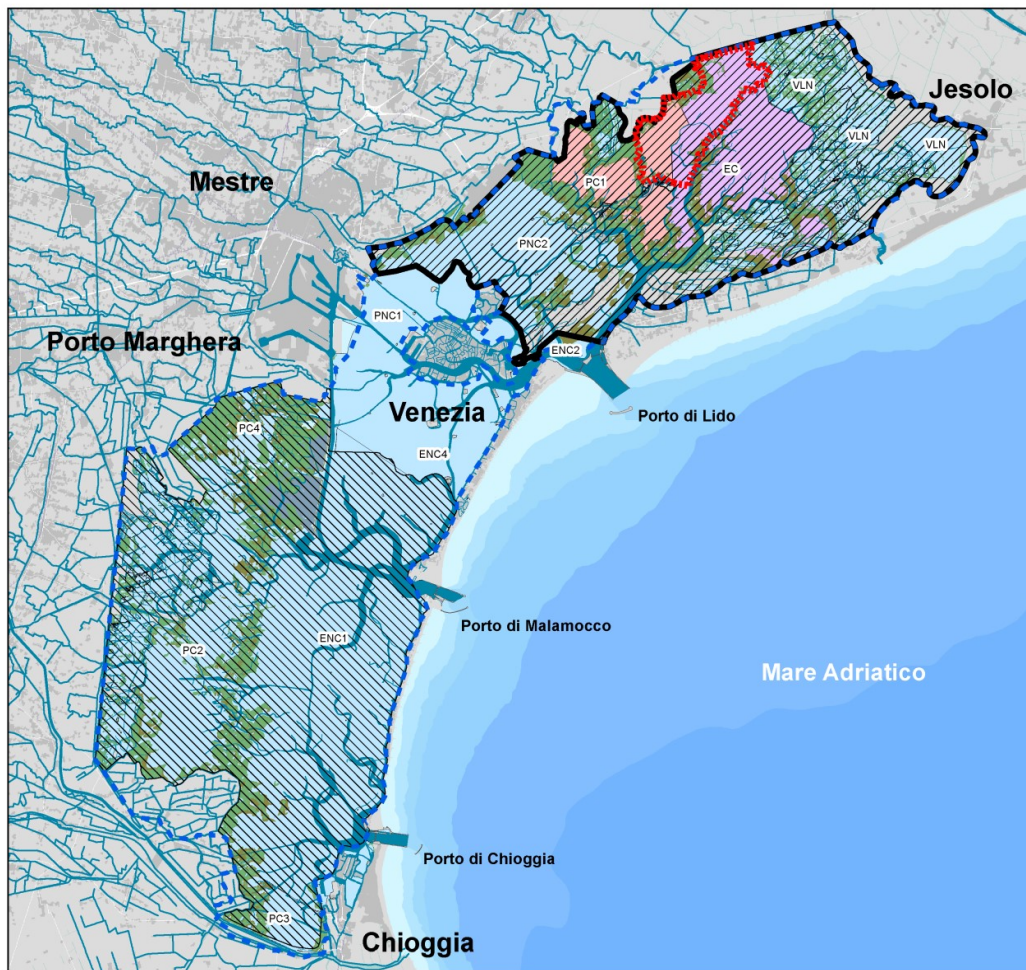 VLN
Jesolo
VLN
VLN
EC
Mestre
PC1
PNC2
PNC1
Porto Marghera
ENC2
Venezia
Porto di Lido
PC4
ENC4
Porto di Malamocco
ENC1
PC2
Mare Adriatico
Porto di Chioggia
PC3
Chioggia